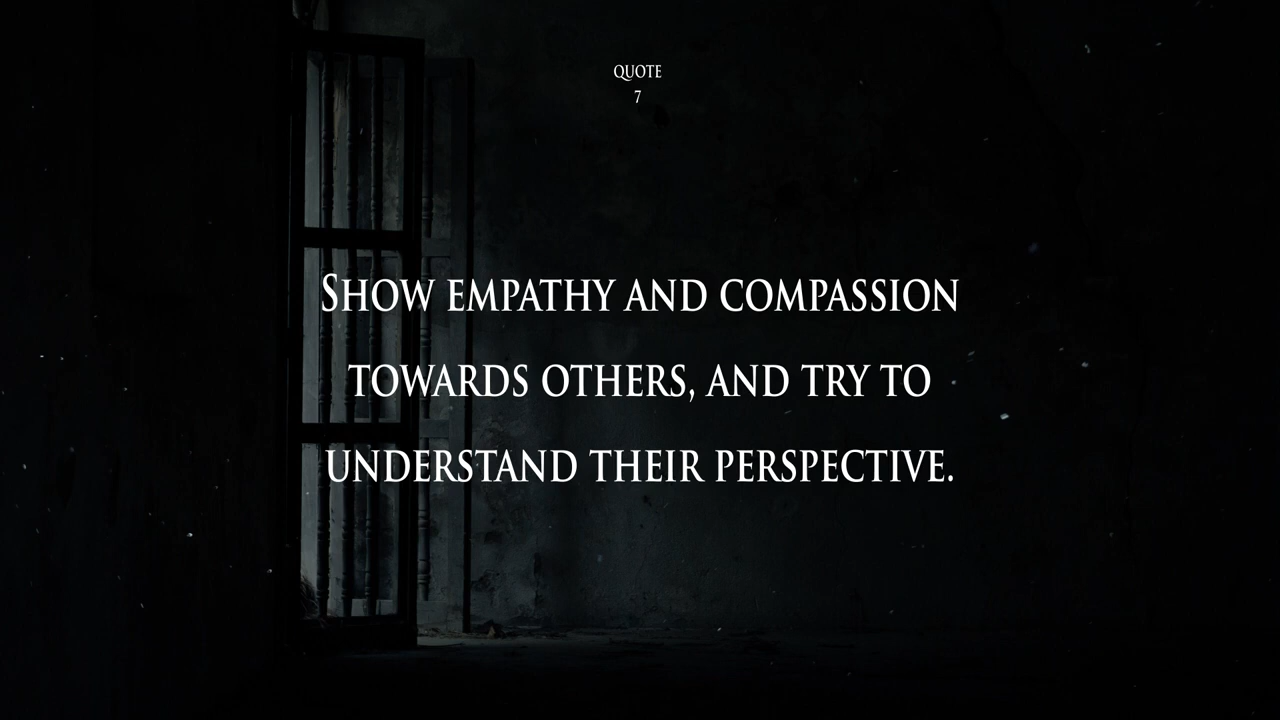 QUOTE
7
Show empathy and compassion
towards others, and try to
understand their perspective.